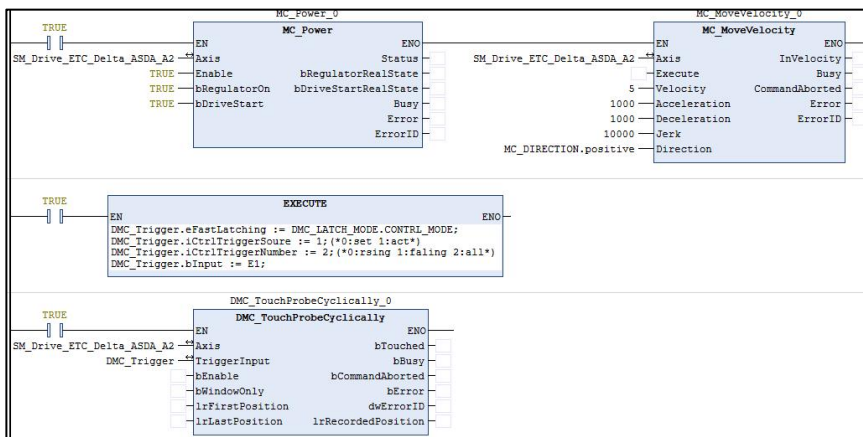 MC_Power_0
MC_MoveVelocity_0
TRUE
MC_Power
MC_MoveVelocity
EN ENO
EN ENO
SM_Drive_ETC_Delta_ASDA_A2 Axis Status
SM_Drive_ETC_Delta_ASDA_A2 Axis InVelocity
TRUE Enable bRegulatorRealState
Execute Busy
TRUE bRegulatorOn bDriveStartRealState
5 Velocity CommandAborted
TRUE bDriveStart Busy
1000 Acceleration Error
Error
1000 Deceleration ErrorID
ErrorID
10000 Jerk
MC_DIRECTION.positive Direction
TRUE
EXECUTE
EN ENO
DMC_Trigger.eFastLatching := DMC_LATCH_MODE.CONTRL_MODE;
DMC_Trigger.iCtrlTriggerSoure := 1;(*0:set 1:act*)
DMC_Trigger.iCtrlTriggerNumber := 2;(*0:rsing 1:faling 2:all*)
DMC_Trigger.bInput := E1;
DMC_TouchProbeCyclically_0
TRUE
DMC_TouchProbeCyclically
EN ENO
SM_Drive_ETC_Delta_ASDA_A2 Axis bTouched
DMC_Trigger TriggerInput bBusy
bEnable bCommandAborted
bWindowOnly bError
lrFirstPosition dwErrorID
lrLastPosition lrRecordedPosition